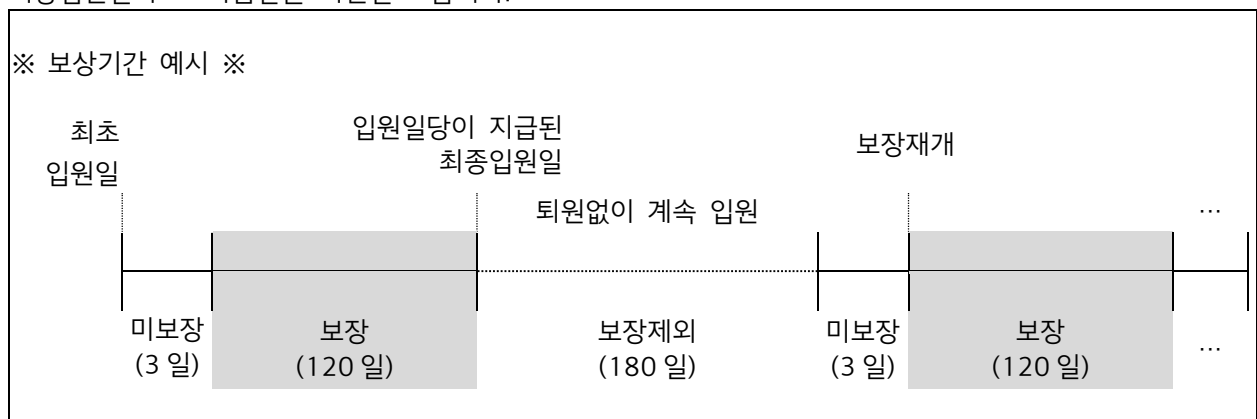 ※ 보상기간 예시 ※
최초
입원일
입원일당이 지급된
최종입원일
보장재개
퇴원없이 계속 입원
…
미보장
(3 일)
보장
(120 일)
보장제외
(180 일)
미보장
(3 일)
보장
(120 일)
…